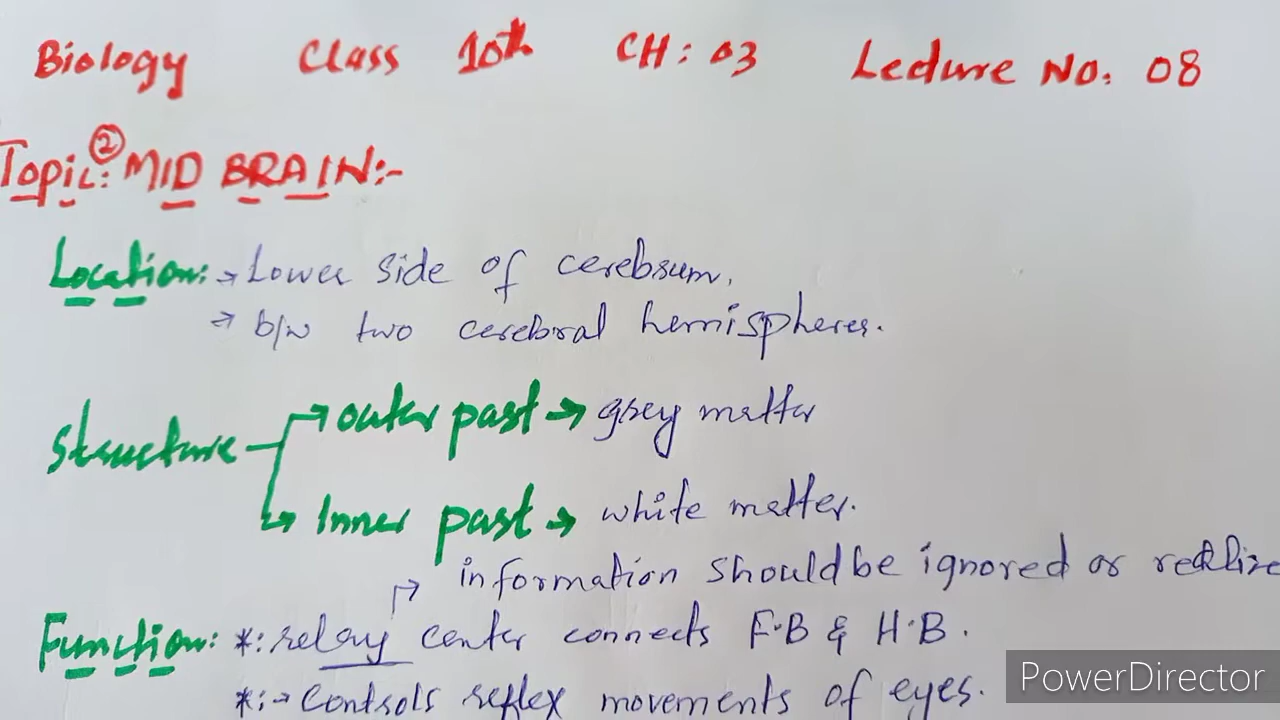 Biology Class 10th CH: 03 Lecture No: 08
Topic: ② MID BRAIN:-
Location: → Lower side of cerebrum.
→ b/w two cerebral hemispheres.
structure → outer part → grey matter
→ Inner part → white matter.
→ information should be ignored or realize
Function: *: relay center connects F.B & H.B.
*:→ Controls reflex movements of eyes.
PowerDirector